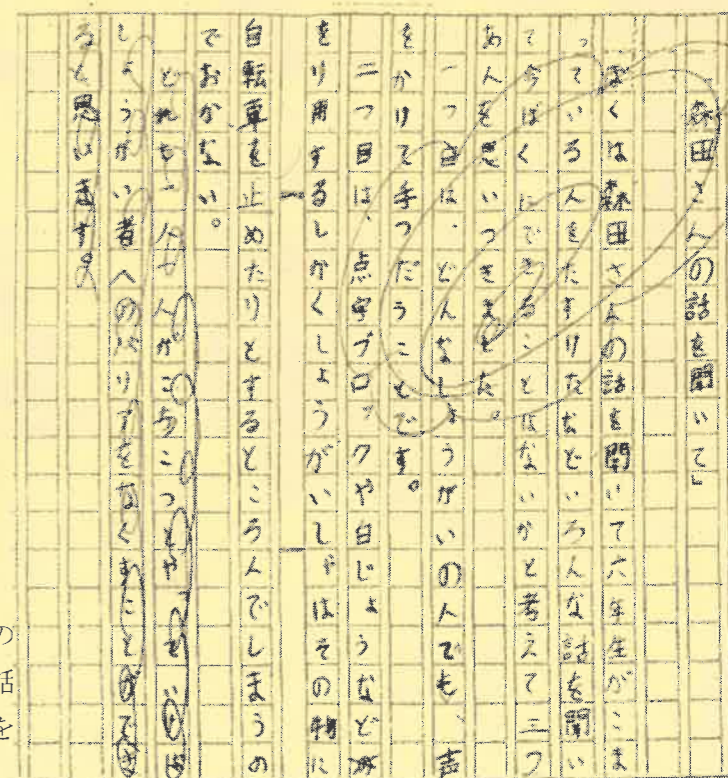 「森田さんの話を聞いて」
ぼくは森田さんの話を聞いて六年生がこま
っているろう人をたすけたなどいろんな話を聞い
て今ぼくにできることはないかと考えて三つ
あんを思いつきました。
一つ目は、どんなしょうがいの人でも、声
をかけて手つだうことです。
二つ目は、点字ブロックや白じょうなど
をり用するしかくしょうがいしゃはその物に
自転車を止めたりとするところんでしまうの
でおかない。
どれも一人一人がこころこつ
しょうがい者へのバリアをなくすことができ
ると思います。
の
話
を